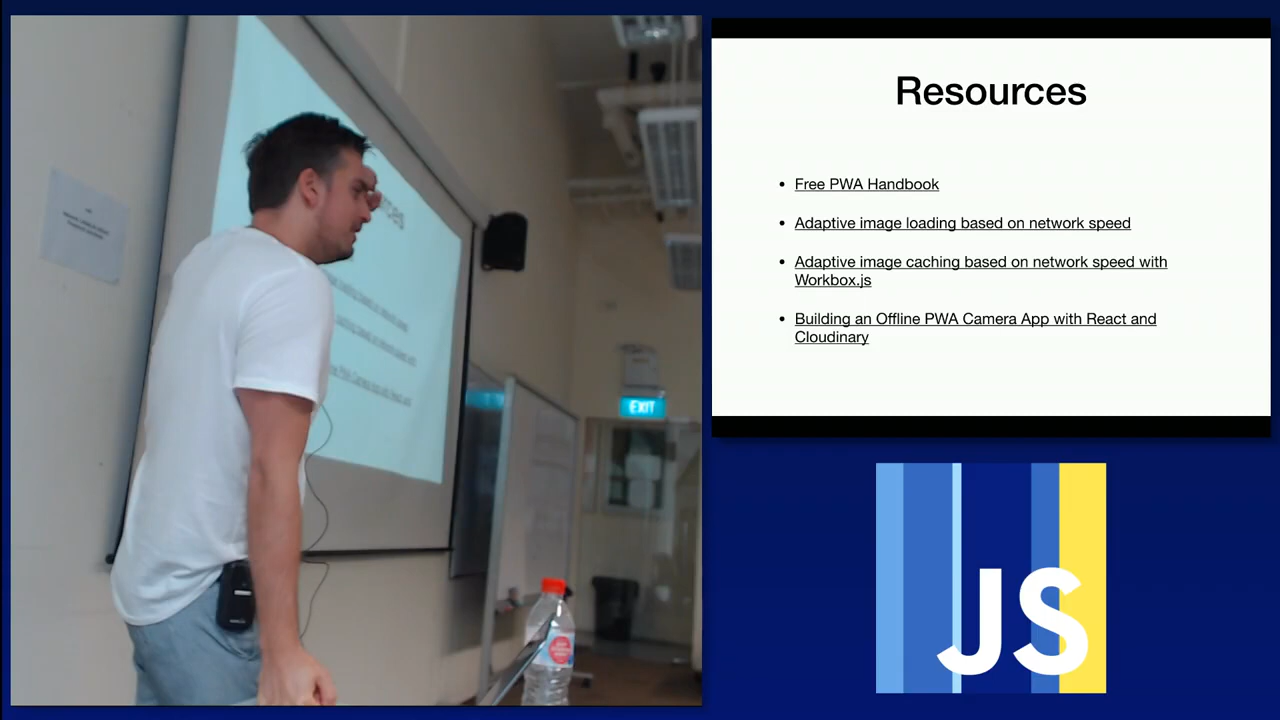 Resources
Free PWA Handbook
Adaptive image loading based on network speed
Adaptive image caching based on network speed with
Workbox.js
Building an Offline PWA Camera App with React and
Cloudinary
EXIT
JS